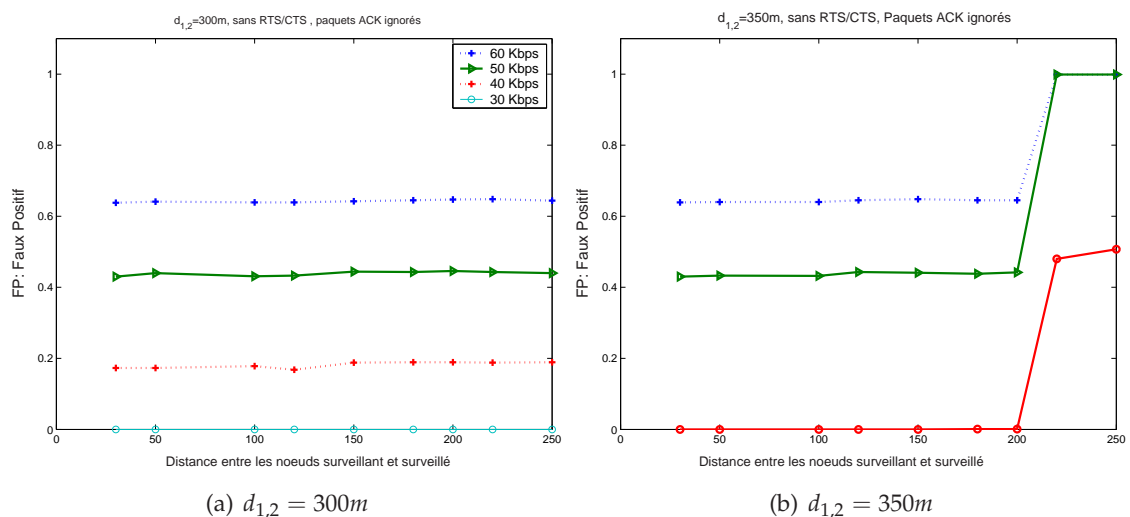 d1,2=300m, sans RTS/CTS , paquets ACK ignorés
60 Kbps
50 Kbps
40 Kbps
30 Kbps
1
0.8
0.6
0.4
0.2
0
0 50 100 150 200 250
FP: Faux Positif
Distance entre les noeuds surveillant et surveillé
(a) d1,2 = 300m
d1,2=350m, sans RTS/CTS, Paquets ACK ignorés
1
0.8
0.6
0.4
0.2
0
0 50 100 150 200 250
FP: Faux Positif
Distance entre les noeuds surveillant et surveillé
(b) d1,2 = 350m